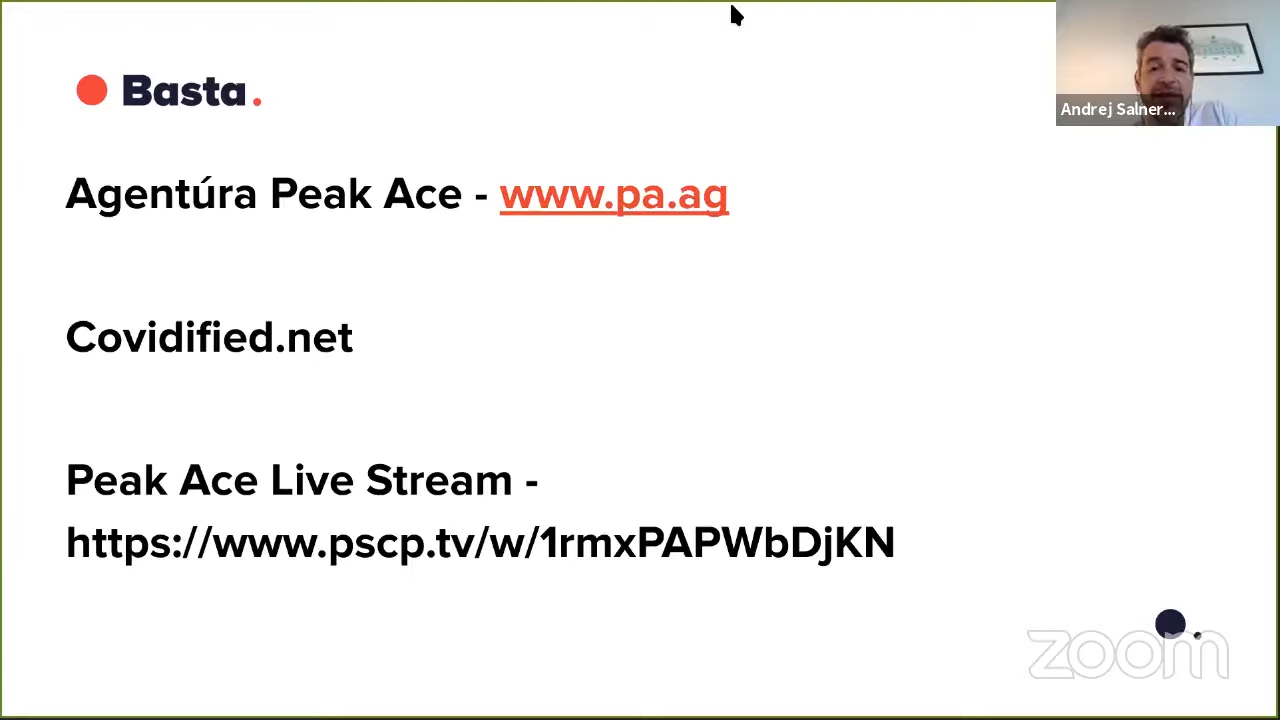 Basta.
Andrej Salner...
Agentúra Peak Ace - www.pa.ag
Covidified.net
Peak Ace Live Stream -
https://www.pscp.tv/w/1rmxPAPWbDjKN
zoom